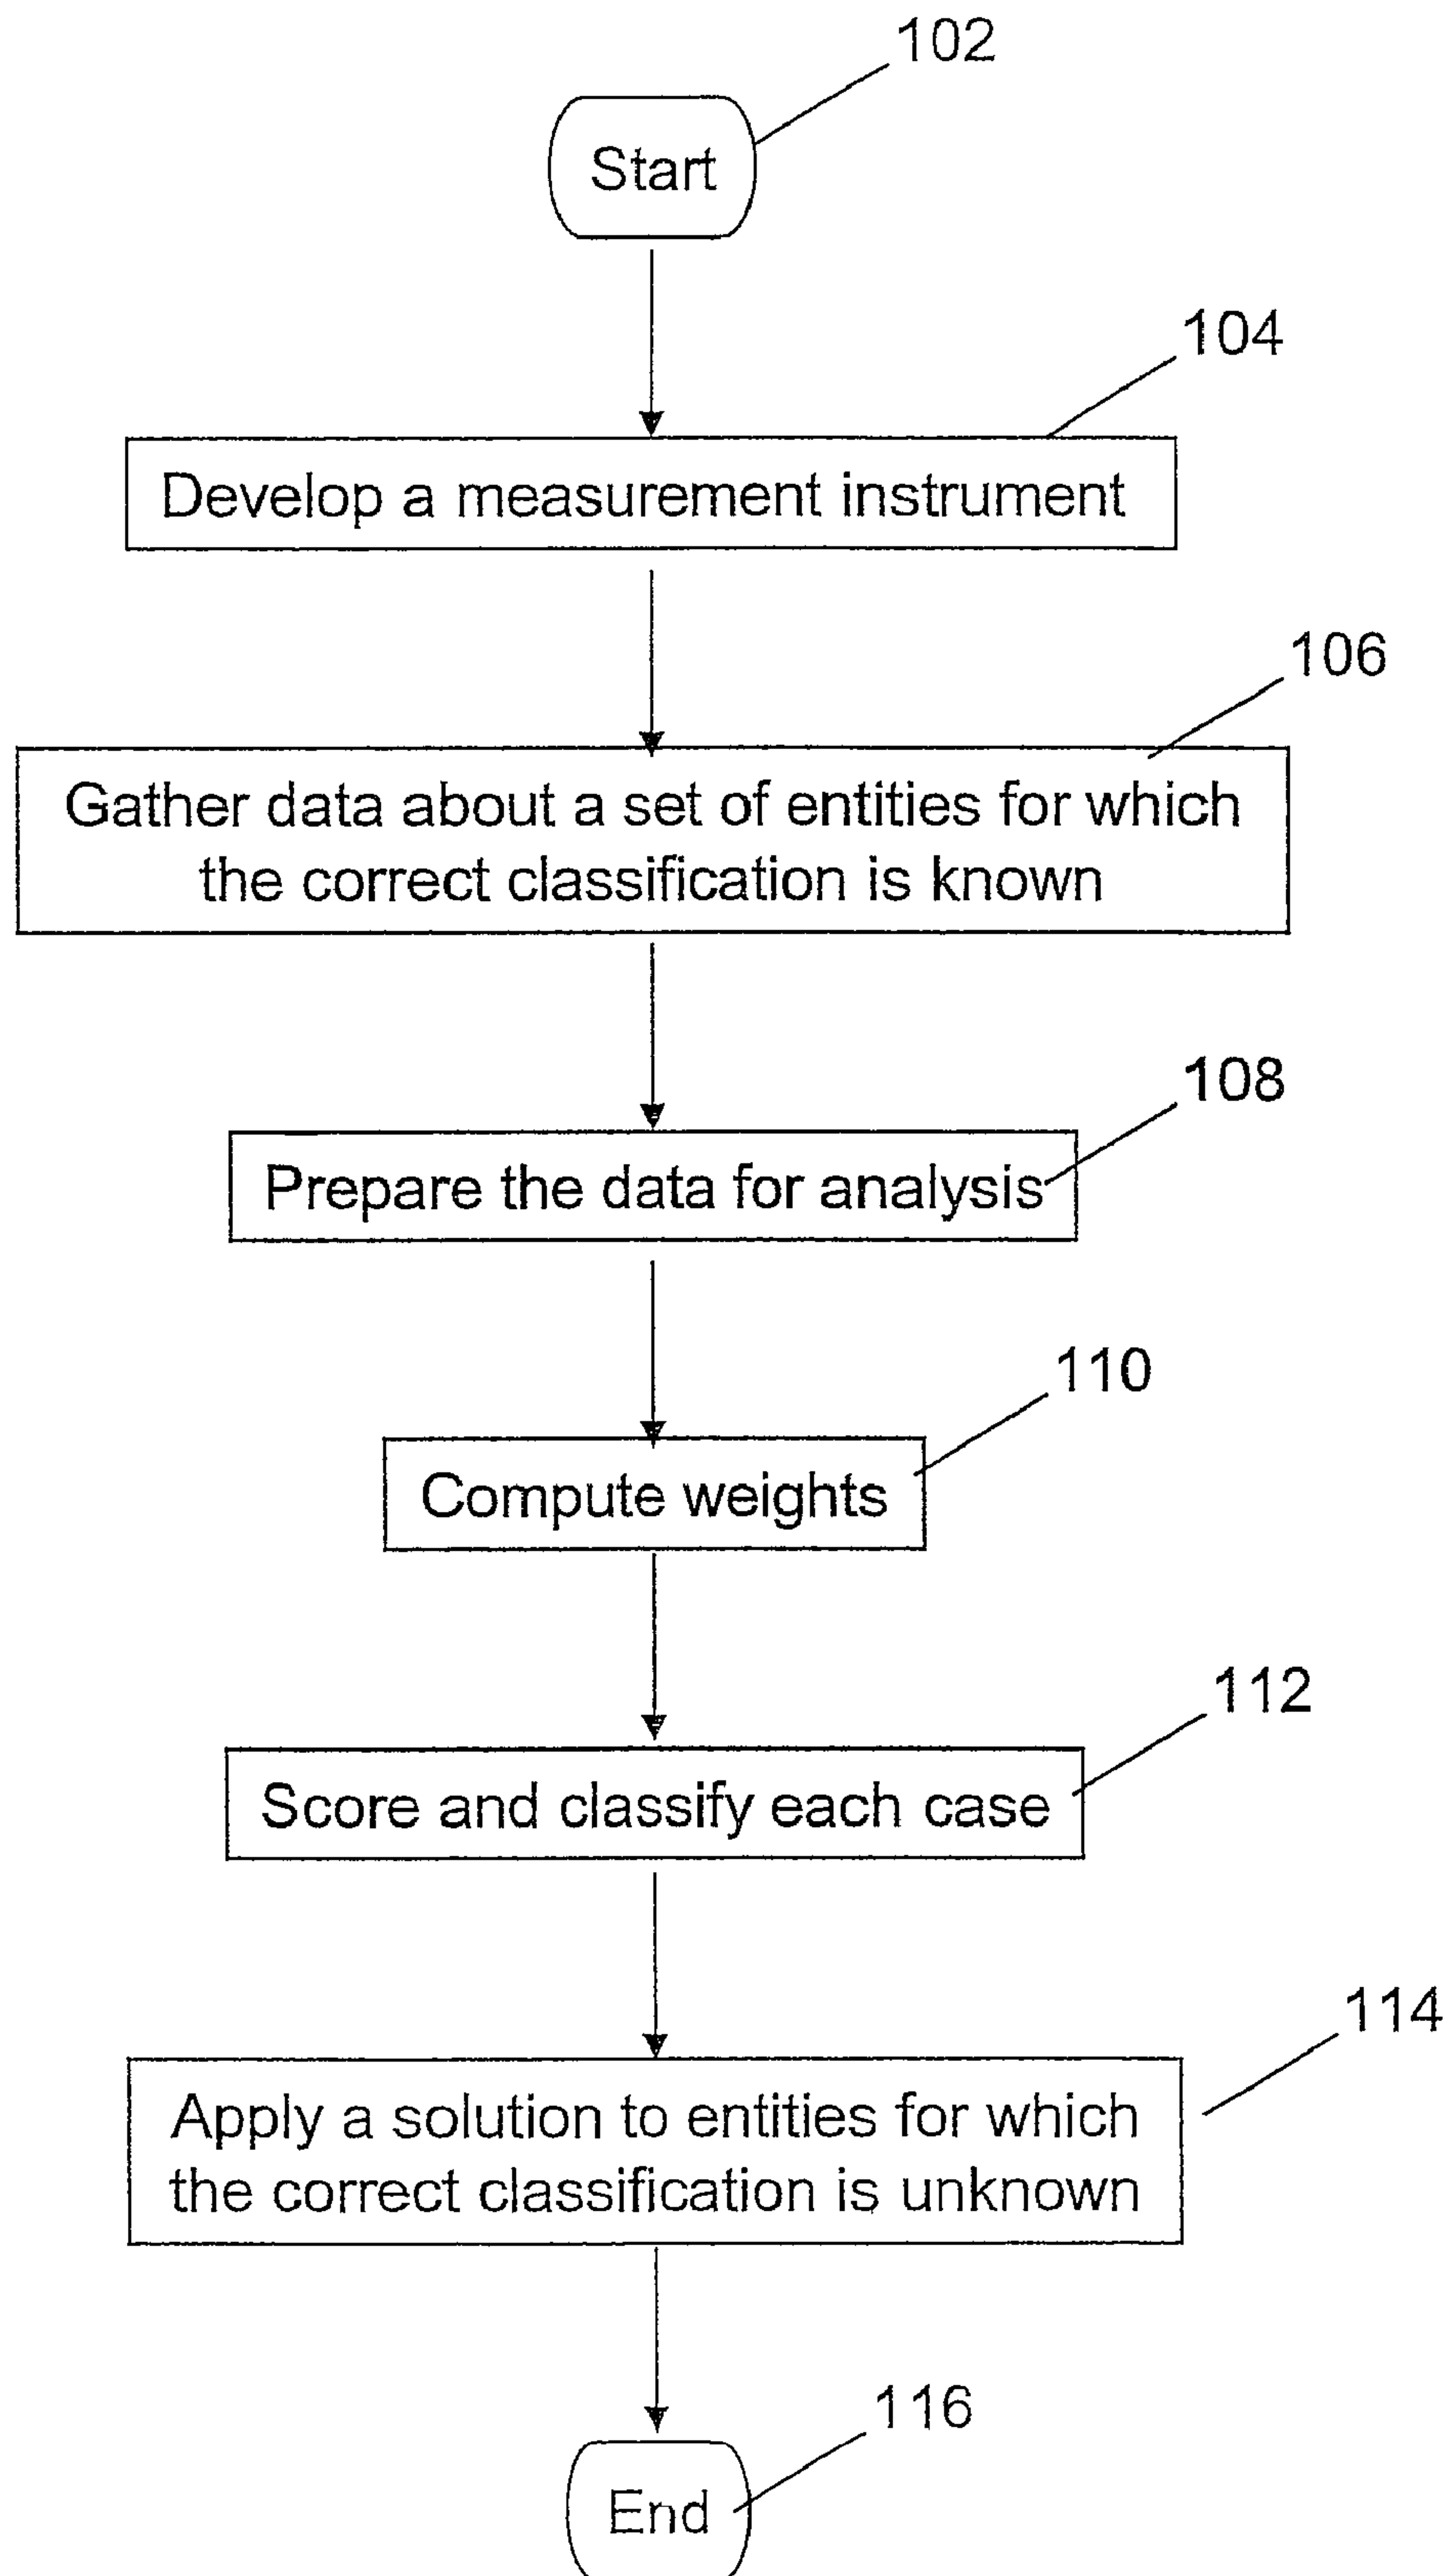 102
Start
104
Develop a measurement instrument
106
Gather data about a set of entities for which
the correct classification is known
108
Prepare the data for analysis
110
Compute weights
112
Score and classify each case
114
Apply a solution to entities for which
the correct classification is unknown
116
End